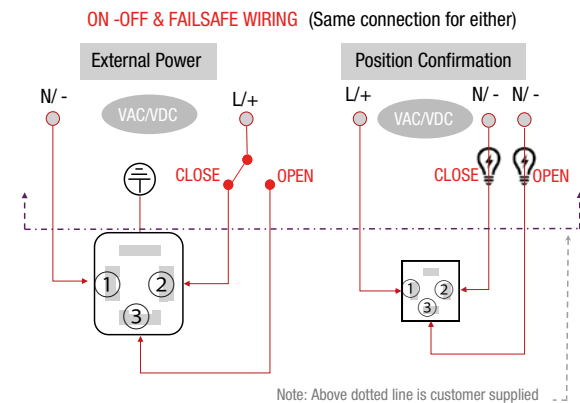 ON -OFF & FAILSAFE WIRING (Same connection for either)
External Power
Position Confirmation
N/ -
VAC/VDC
L/+
L/+
VAC/VDC
N/ - N/ -
CLOSE
OPEN
CLOSE
OPEN
1
2
3
1
2
3
Note: Above dotted line is customer supplied